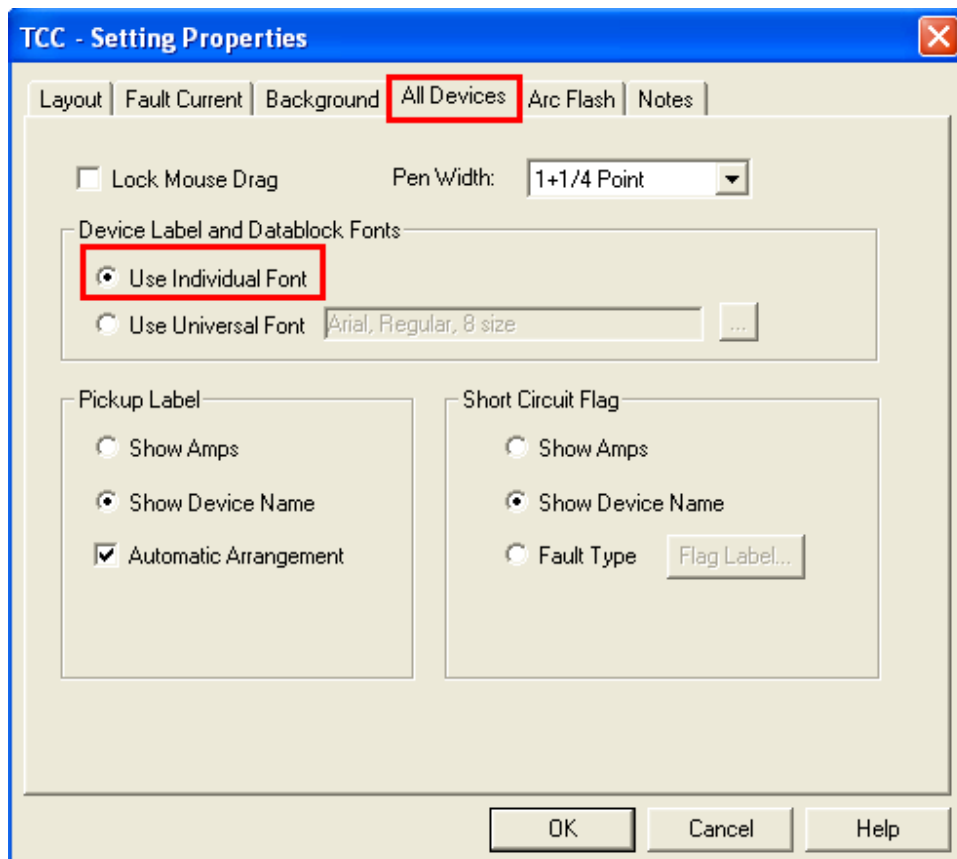 TCC - Setting Properties
Layout Fault Current Background All Devices Arc Flash Notes
Lock Mouse Drag Pen Width: 1+1/4 Point
Device Label and Datablock Fonts
Use Individual Font
Use Universal Font Arial, Regular, 8 size ...
Pickup Label
Show Amps
Show Device Name
Automatic Arrangement
Short Circuit Flag
Show Amps
Show Device Name
Fault Type Flag Label...
OK Cancel Help